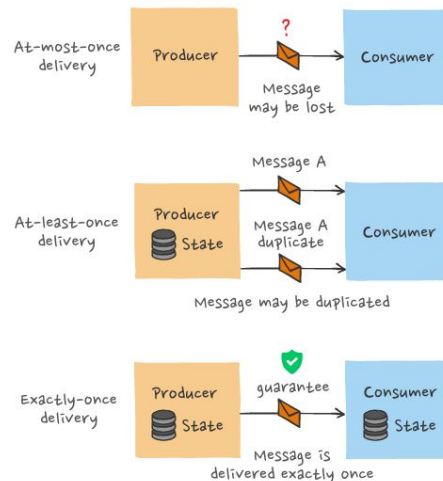 At-most-once
delivery
Producer
?
Message
may be lost
Consumer
At-least-once
delivery
Producer
State
Message A
Message A
duplicate
Consumer
Message may be duplicated
Exactly-once
delivery
Producer
State
guarantee
Message is
delivered exactly once
Consumer
State